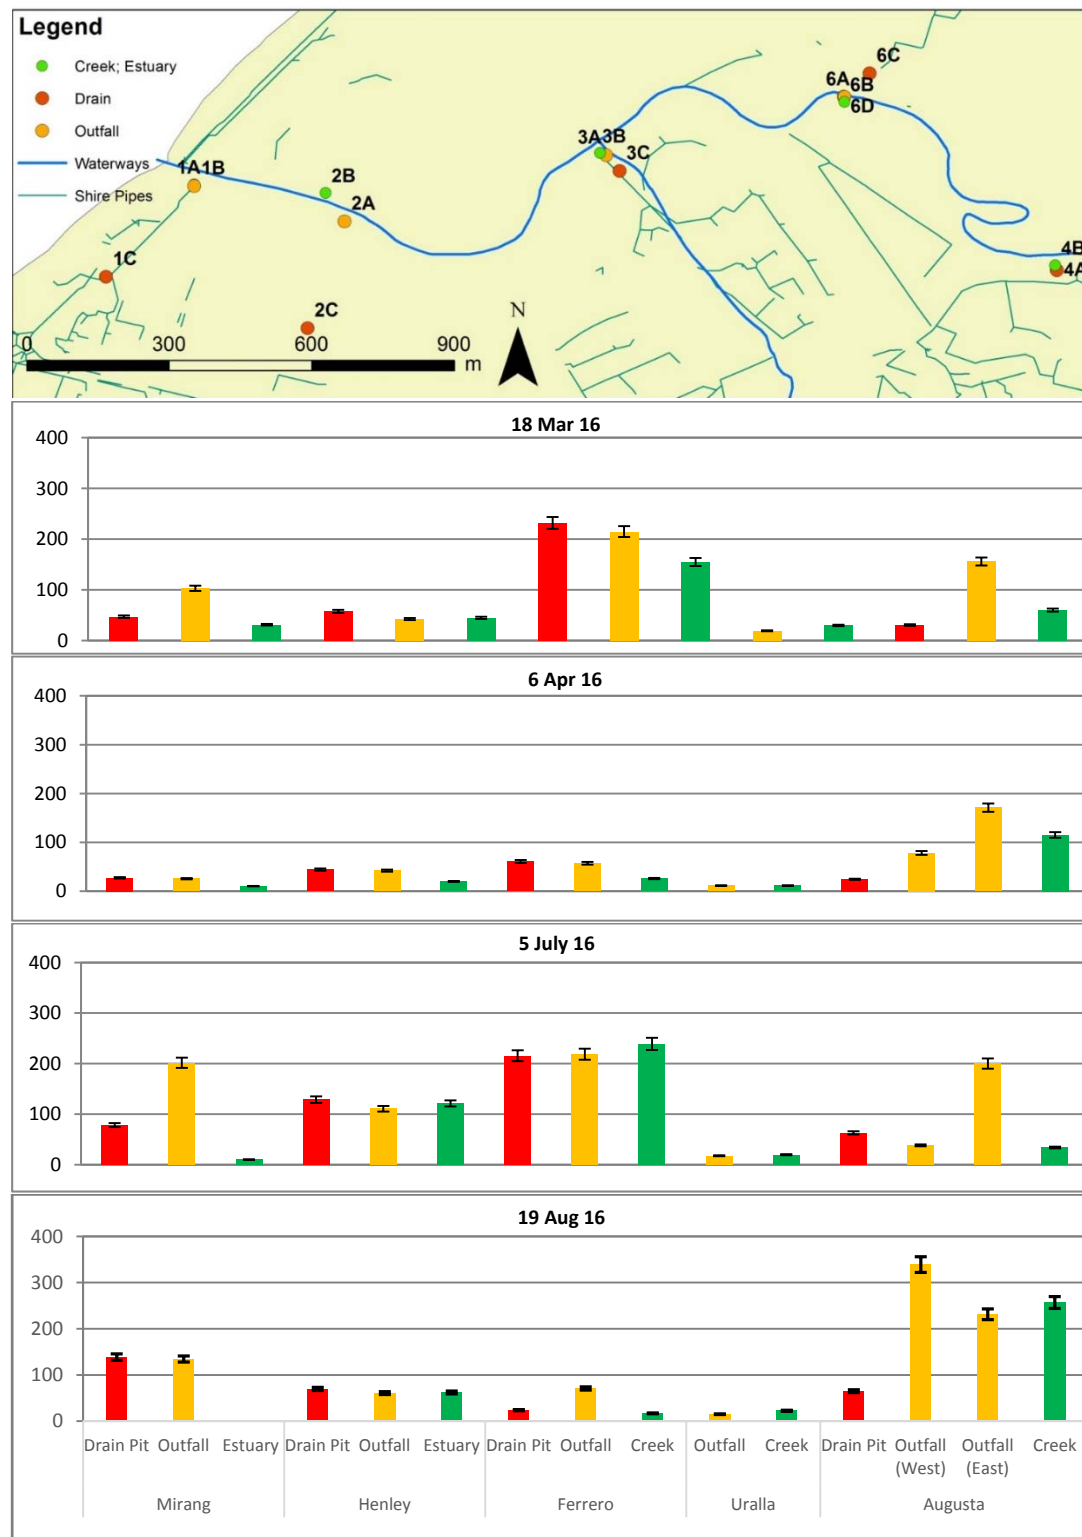 Legend
Creek; Estuary
Drain
Outfall
Waterways
Shire Pipes
6C
6A 6B
6D
3A3B
3C
1A1B
2B
2A
4B
4A
1C
2C
N
0 300 600 900
m
18 Mar 16
400
300
200
100
0
6 Apr 16
400
300
200
100
0
5 July 16
400
300
200
100
0
19 Aug 16
400
300
200
100
0
Drain Pit Outfall Estuary Drain Pit Outfall Estuary Drain Pit Outfall Creek Outfall Creek Drain Pit Outfall Outfall Creek
(West) (East)
Mirang Henley Ferrero Uralla Augusta